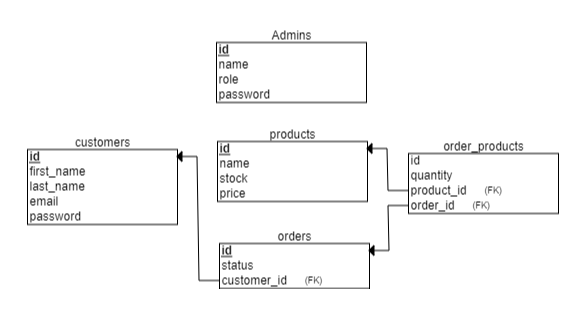 Admins
id
name
role
password
customers
id
first_name
last_name
email
password
products
id
name
stock
price
order_products
id
quantity
product_id (FK)
order_id (FK)
orders
id
status
customer_id (FK)